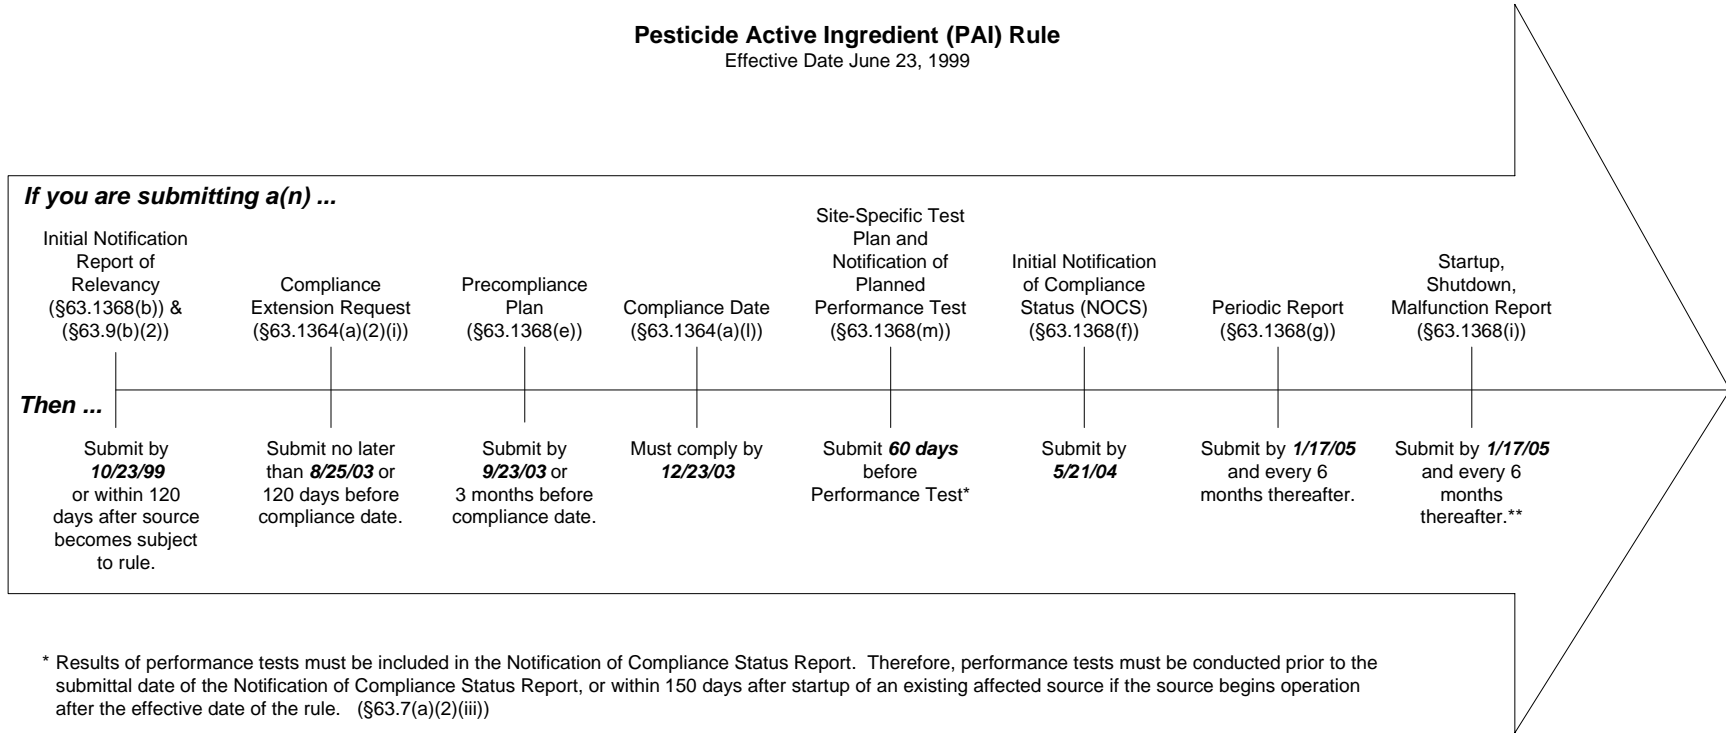 Pesticide Active Ingredient (PAI) Rule
Effective Date June 23, 1999
If you are submitting a(n) ...
Initial Notification
Report of
Relevancy
(§63.1368(b)) &
(§63.9(b)(2))
Compliance
Extension Request
(§63.1364(a)(2)(i))
Precompliance
Plan
(§63.1368(e))
Compliance Date
(§63.1364(a)(l))
Site-Specific Test
Plan and
Notification of
Planned
Performance Test
(§63.1368(m))
Initial Notification
of Compliance
Status (NOCS)
(§63.1368(f))
Periodic Report
(§63.1368(g))
Startup,
Shutdown,
Malfunction Report
(§63.1368(i))
Then ...
Submit by
10/23/99
or within 120
days after source
becomes subject
to rule.
Submit no later
than 8/25/03 or
120 days before
compliance date.
Submit by
9/23/03 or
3 months before
compliance date.
Must comply by
12/23/03
Submit 60 days
before
Performance Test*
Submit by
5/21/04
Submit by 1/17/05
and every 6
months thereafter.
Submit by 1/17/05
and every 6
months
thereafter.**
* Results of performance tests must be included in the Notification of Compliance Status Report. Therefore, performance tests must be conducted prior to the
submittal date of the Notification of Compliance Status Report, or within 150 days after startup of an existing affected source if the source begins operation
after the effective date of the rule. (§63.7(a)(2)(iii))